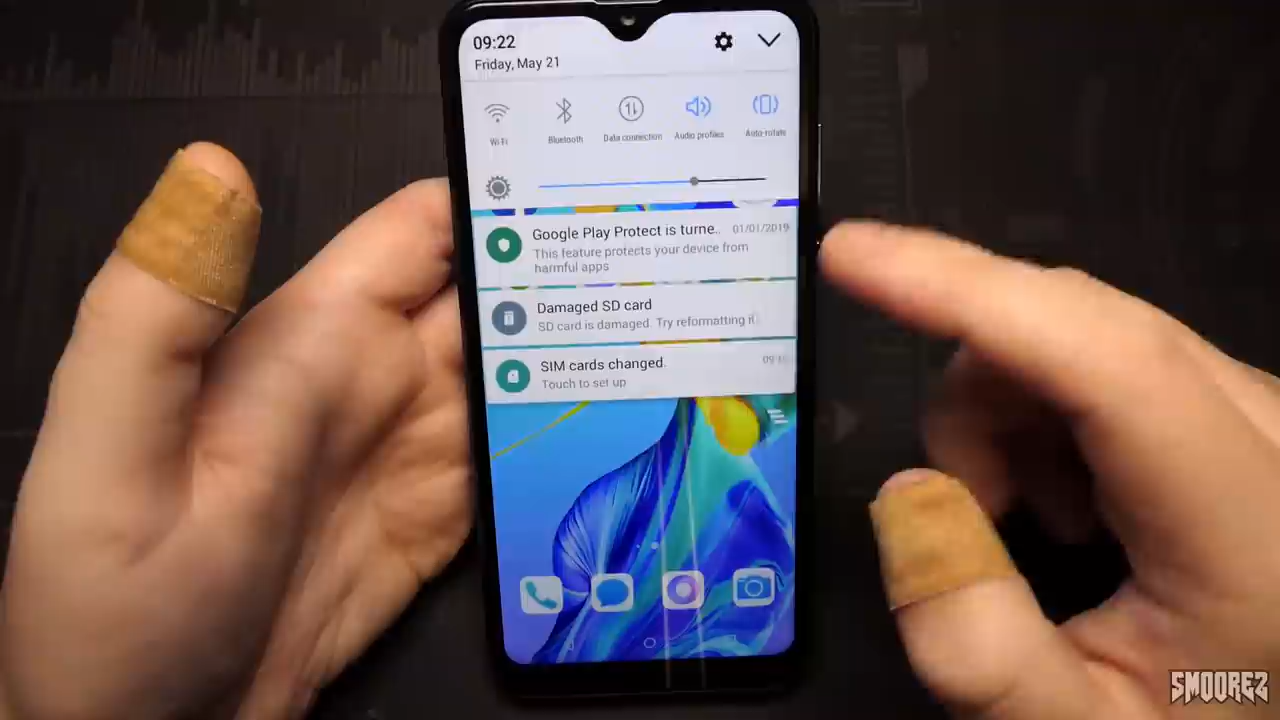 09:22
Friday, May 21
Wi-Fi
Bluetooth
Data connection
Audio profiles
Auto-rotate
Google Play Protect is turne..
01/01/2019
This feature protects your device from
harmful apps
Damaged SD card
SD card is damaged. Try reformatting it.
SIM cards changed.
Touch to set up
SMOOREZ